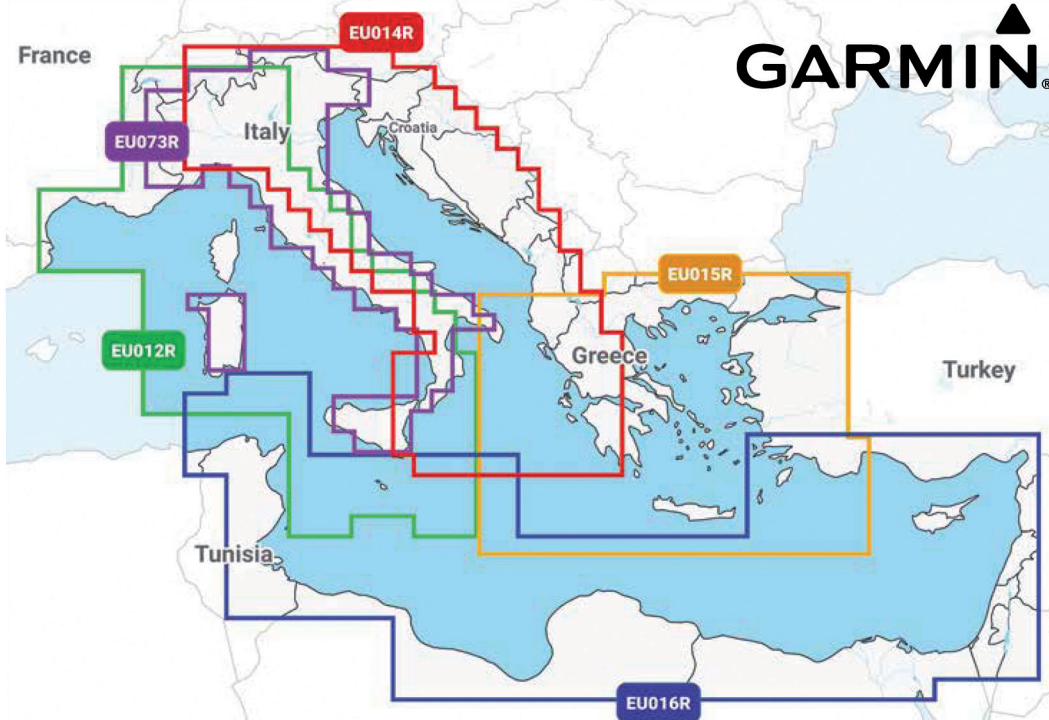 EU014R
France
GARMIN®
Croatia
Italy
EU073R
EU015R
EU012R
Greece
Turkey
Tunisia
EU016R